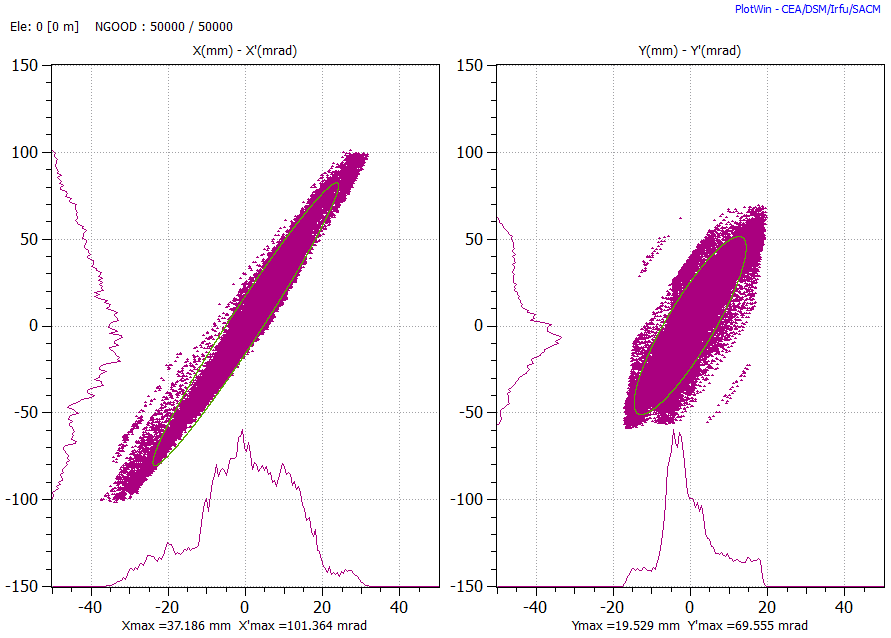 PlotWin - CEA/DSM/Irfu/SACM
Ele: 0 [0 m] NGOOD : 50000 / 50000
X(mm) - X'(mrad)
Y(mm) - Y'(mrad)
150
100
50
0
-50
-100
-150
-40 -20 0 20 40
Xmax =37.186 mm X'max =101.364 mrad
150
100
50
0
-50
-100
-150
-40 -20 0 20 40
Ymax =19.529 mm Y'max =69.555 mrad